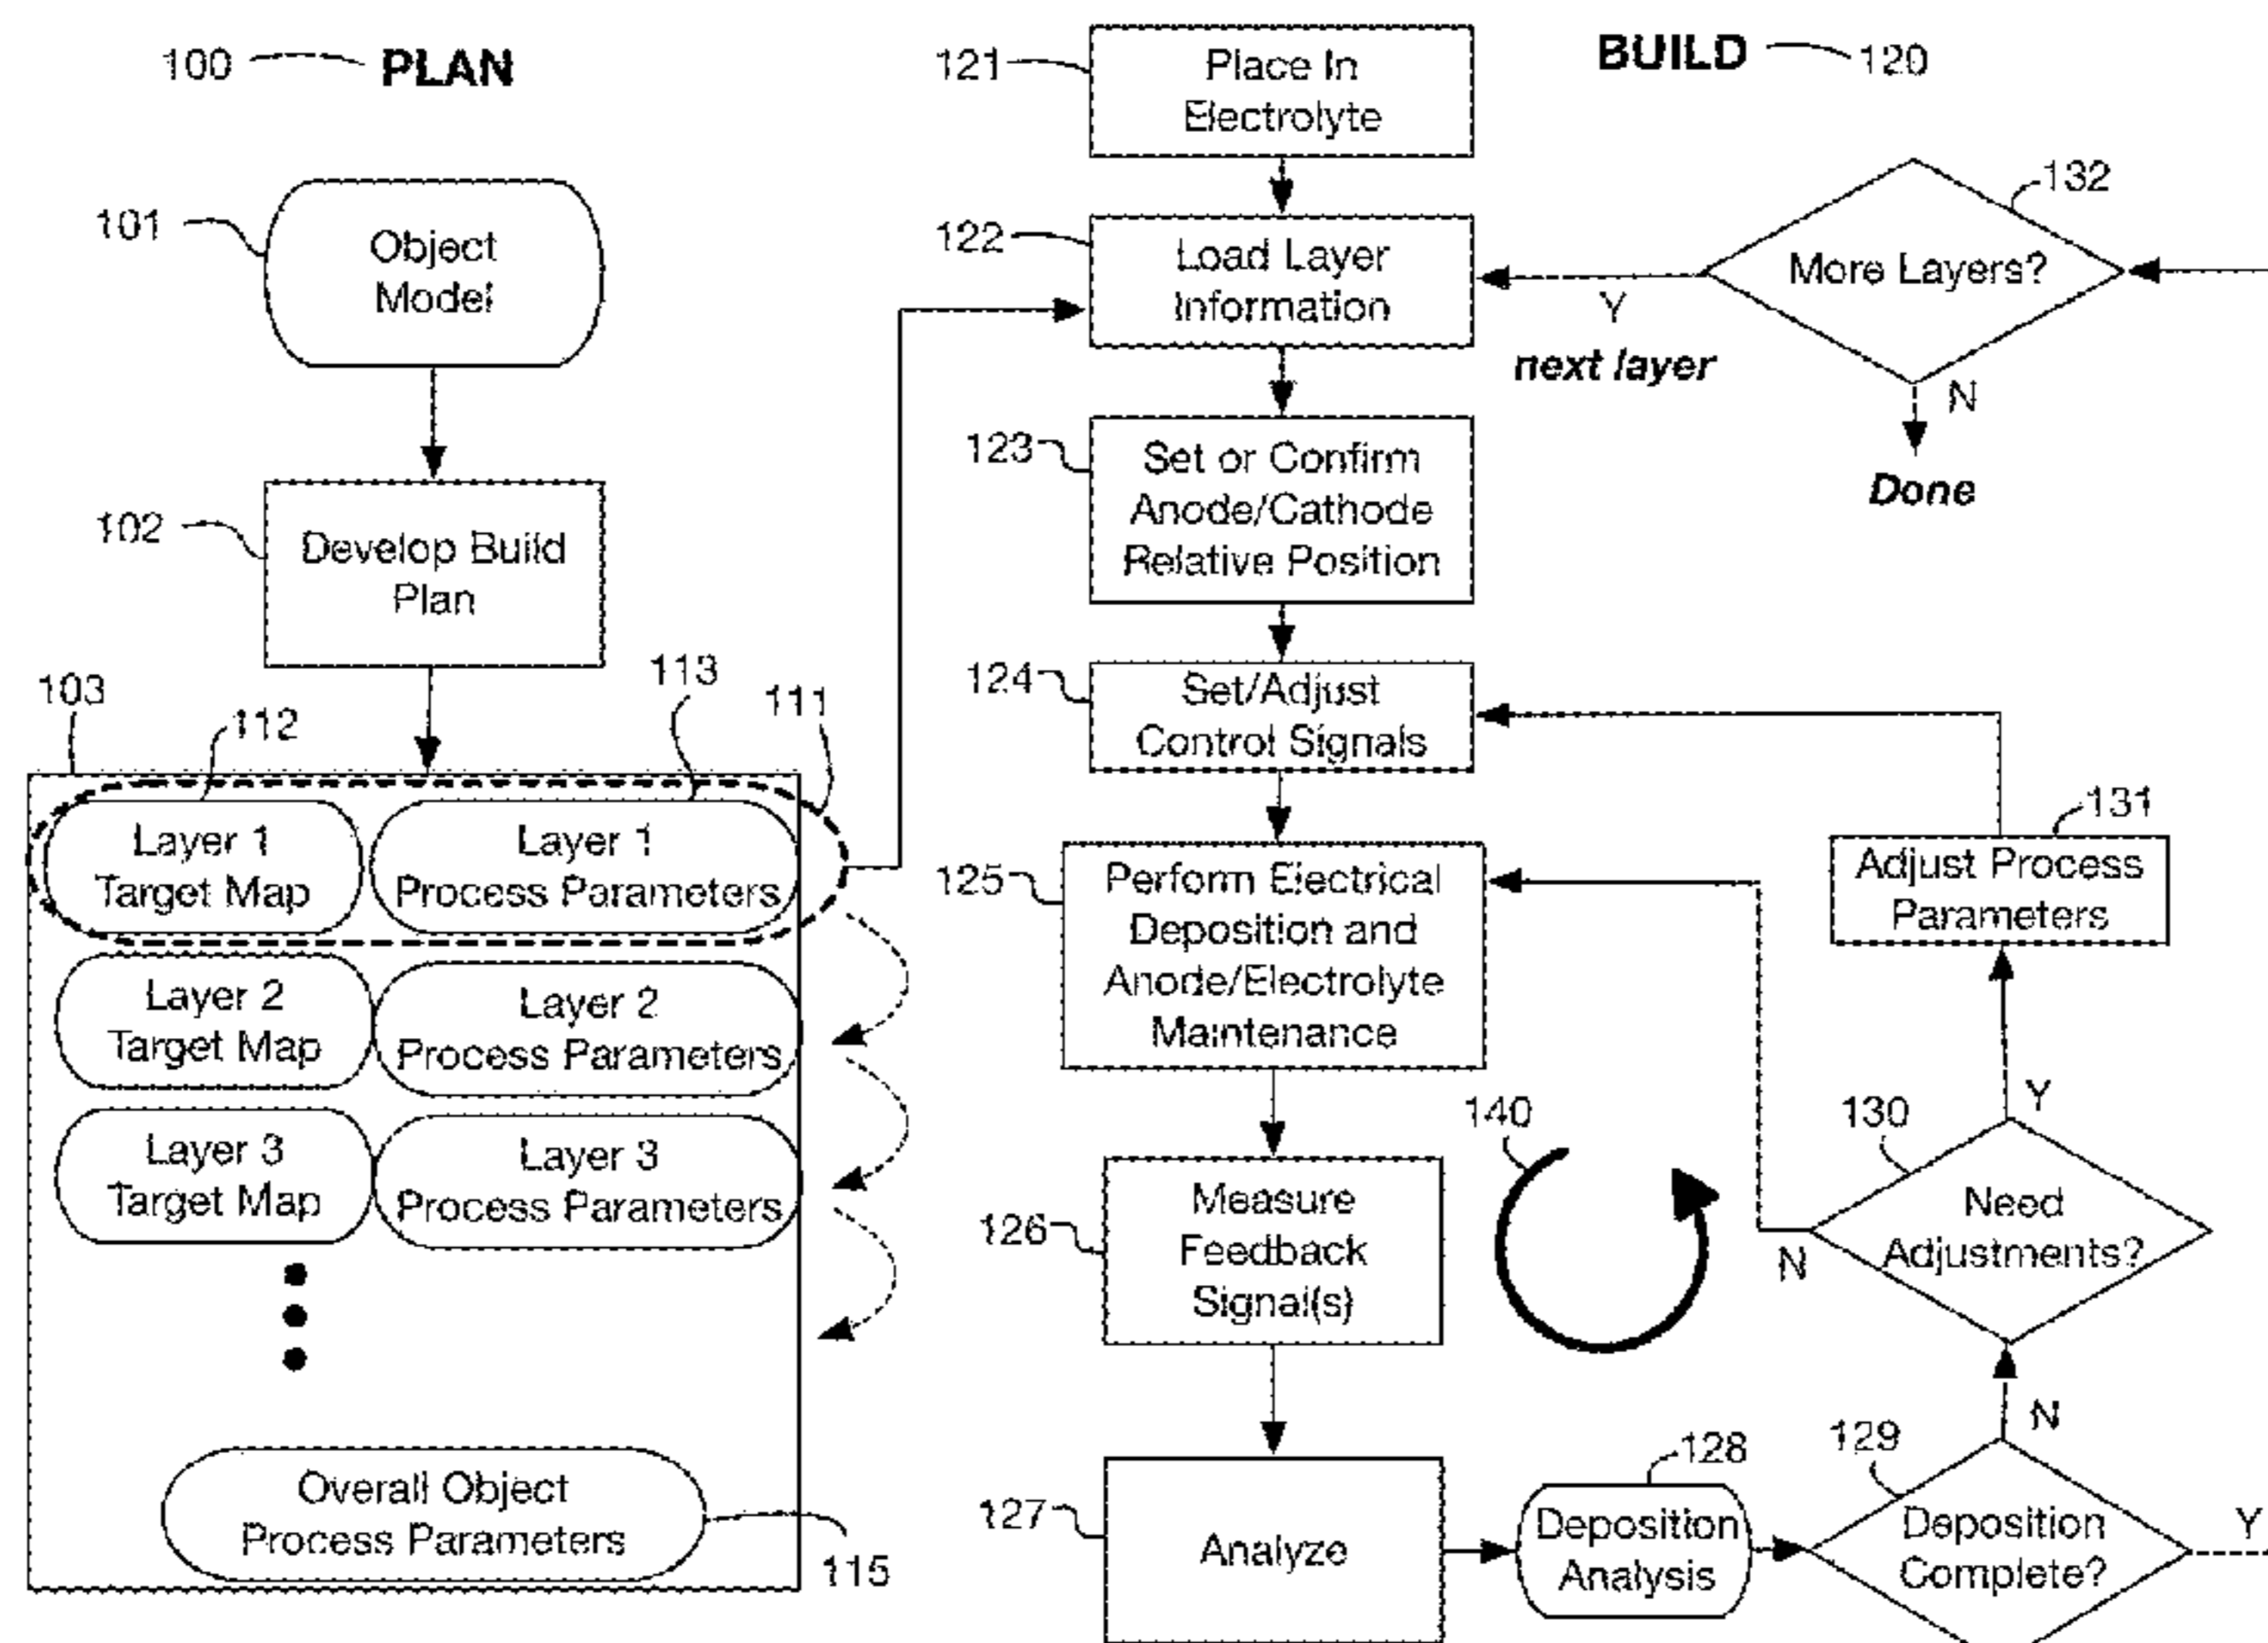 100
PLAN
101
Object
Model
102
Develop Build
Plan
103
112
113
111
Layer 1
Target Map
Layer 1
Process Parameters
Layer 2
Target Map
Layer 2
Process Parameters
Layer 3
Target Map
Layer 3
Process Parameters
Overall Object
Process Parameters
115
BUILD
120
121
Place In
Electrolyte
122
Load Layer
Information
123
Set or Confirm
Anode/Cathode
Relative Position
124
Set/Adjust
Control Signals
125
Perform Electrical
Deposition and
Anode/Electrolyte
Maintenance
126
Measure
Feedback
Signal(s)
127
Analyze
128
Deposition
Analysis
129
Deposition
Complete?
Y
N
130
Need
Adjustments?
N
Y
131
Adjust Process
Parameters
140
132
More Layers?
Y
next layer
N
Done